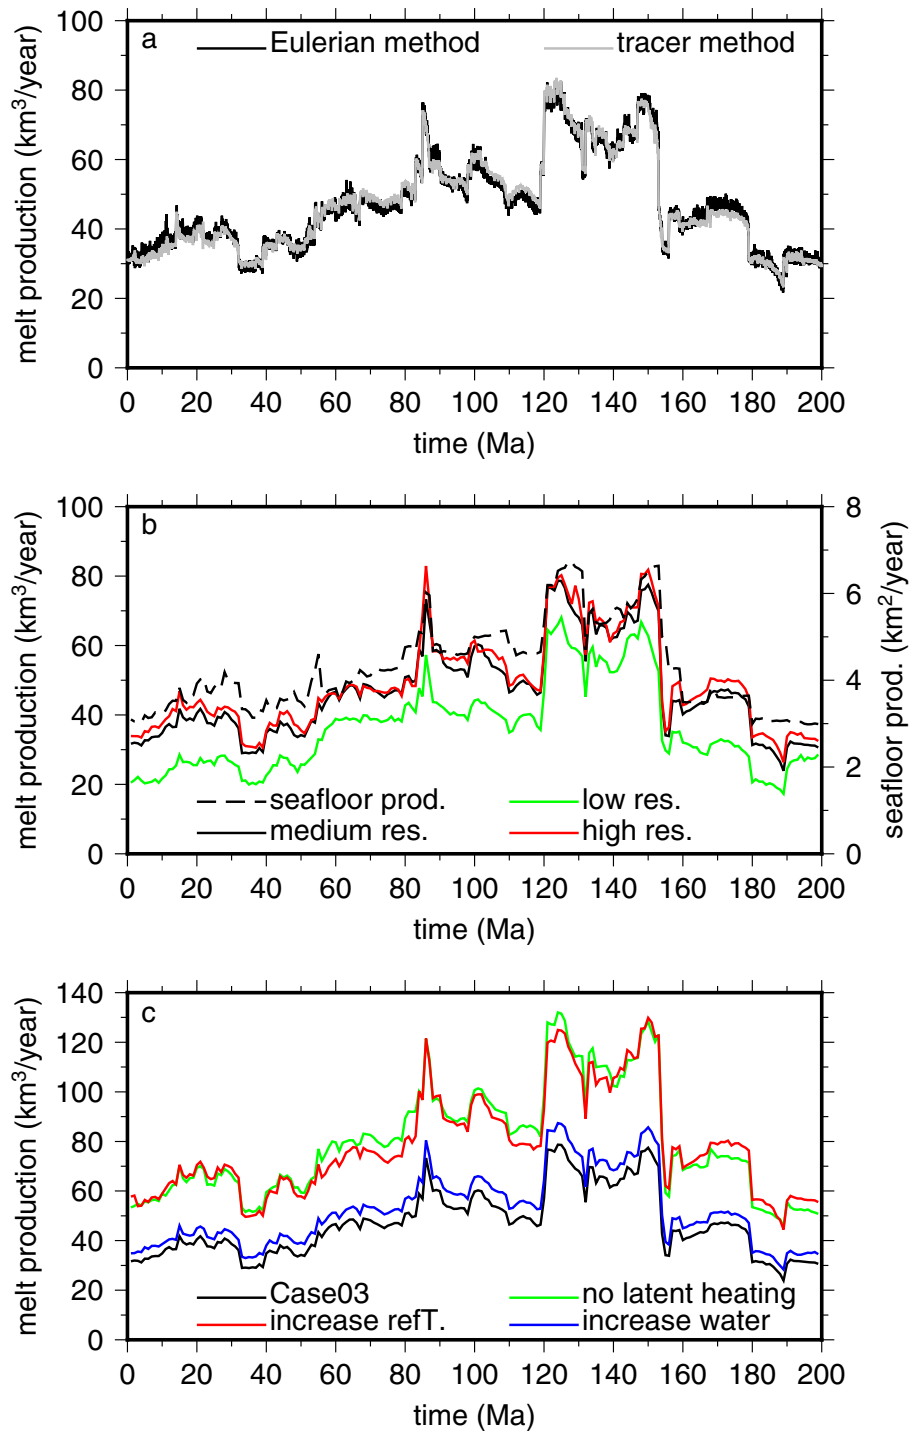 a Eulerian method tracer method
100
80
60
40
20
0
melt production (km³/year)
0 20 40 60 80 100 120 140 160 180 200
time (Ma)
b
100
80
60
40
20
0
melt production (km³/year)
8
6
4
2
0
seafloor prod. (km²/year)
seafloor prod. low res.
medium res. high res.
0 20 40 60 80 100 120 140 160 180 200
time (Ma)
c
140
120
100
80
60
40
20
0
melt production (km³/year)
Case03 no latent heating
increase refT. increase water
0 20 40 60 80 100 120 140 160 180 200
time (Ma)